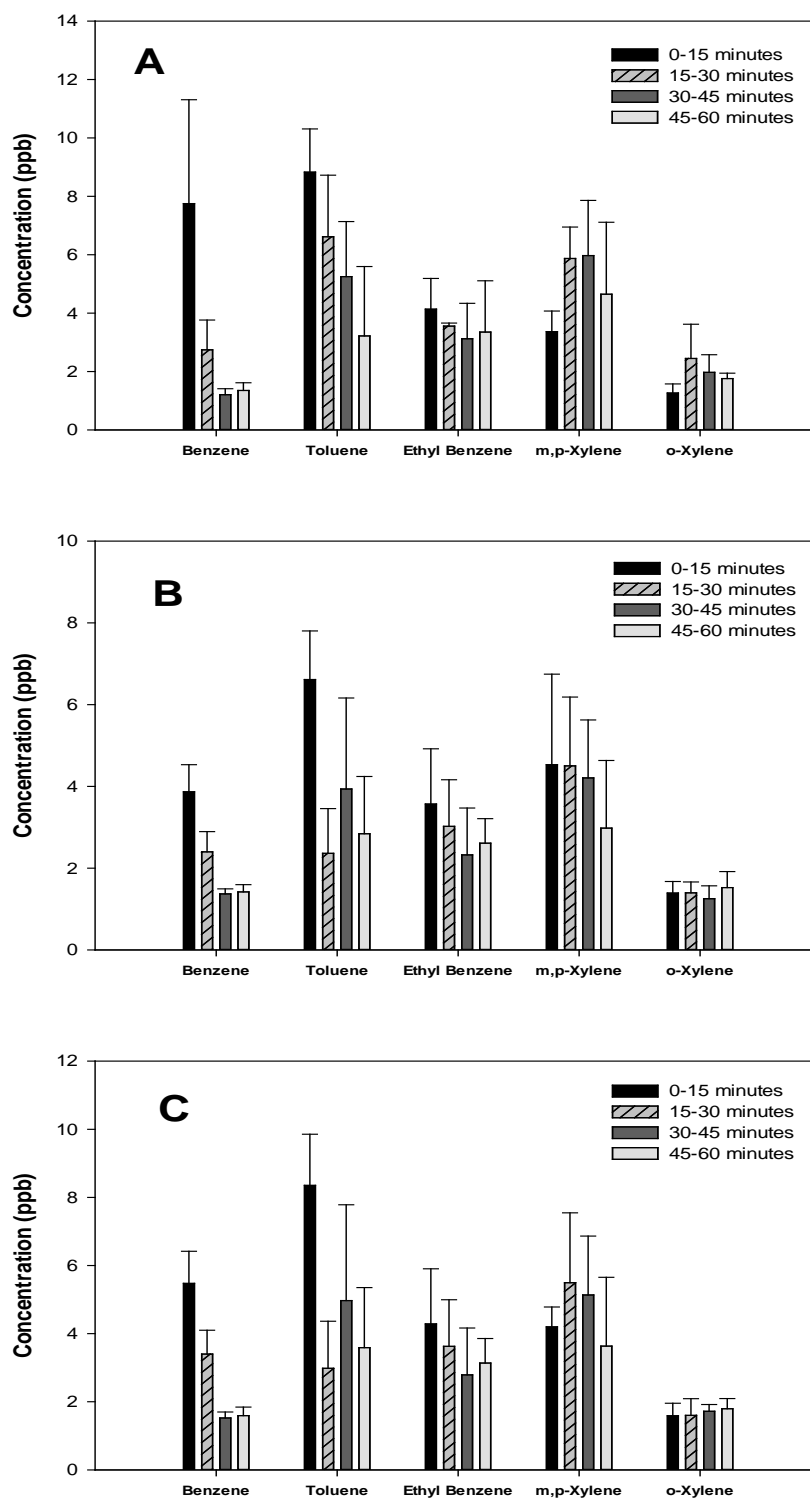 14
12
10
8
6
4
2
0
Concentration (ppb)
A
0-15 minutes
15-30 minutes
30-45 minutes
45-60 minutes
Benzene Toluene Ethyl Benzene m,p-Xylene o-Xylene
10
8
6
4
2
0
Concentration (ppb)
B
0-15 minutes
15-30 minutes
30-45 minutes
45-60 minutes
Benzene Toluene Ethyl Benzene m,p-Xylene o-Xylene
12
10
8
6
4
2
0
Concentration (ppb)
C
0-15 minutes
15-30 minutes
30-45 minutes
45-60 minutes
Benzene Toluene Ethyl Benzene m,p-Xylene o-Xylene